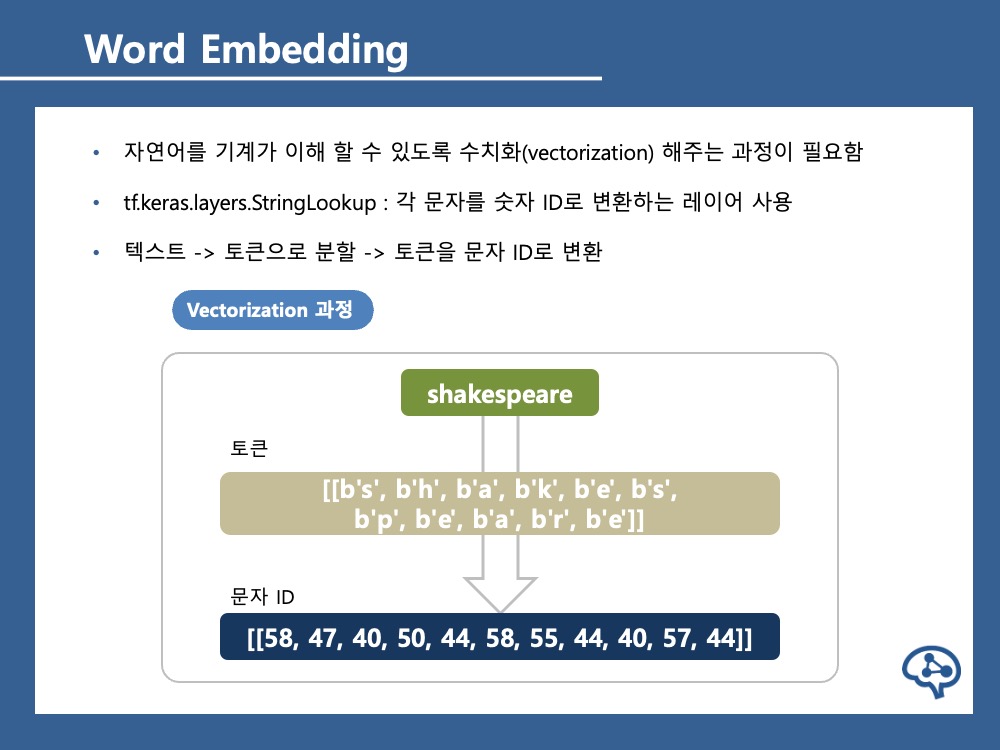 Word Embedding
• 자연어를 기계가 이해 할 수 있도록 수치화(vectorization) 해주는 과정이 필요함
• tf.keras.layers.StringLookup : 각 문자를 숫자 ID로 변환하는 레이어 사용
• 텍스트 -> 토큰으로 분할 -> 토큰을 문자 ID로 변환
Vectorization 과정
shakespeare
토큰
[[b's', b'h', b'a', b'k', b'e', b's',
b'p', b'e', b'a', b'r', b'e']]
문자 ID
[[58, 47, 40, 50, 44, 58, 55, 44, 40, 57, 44]]